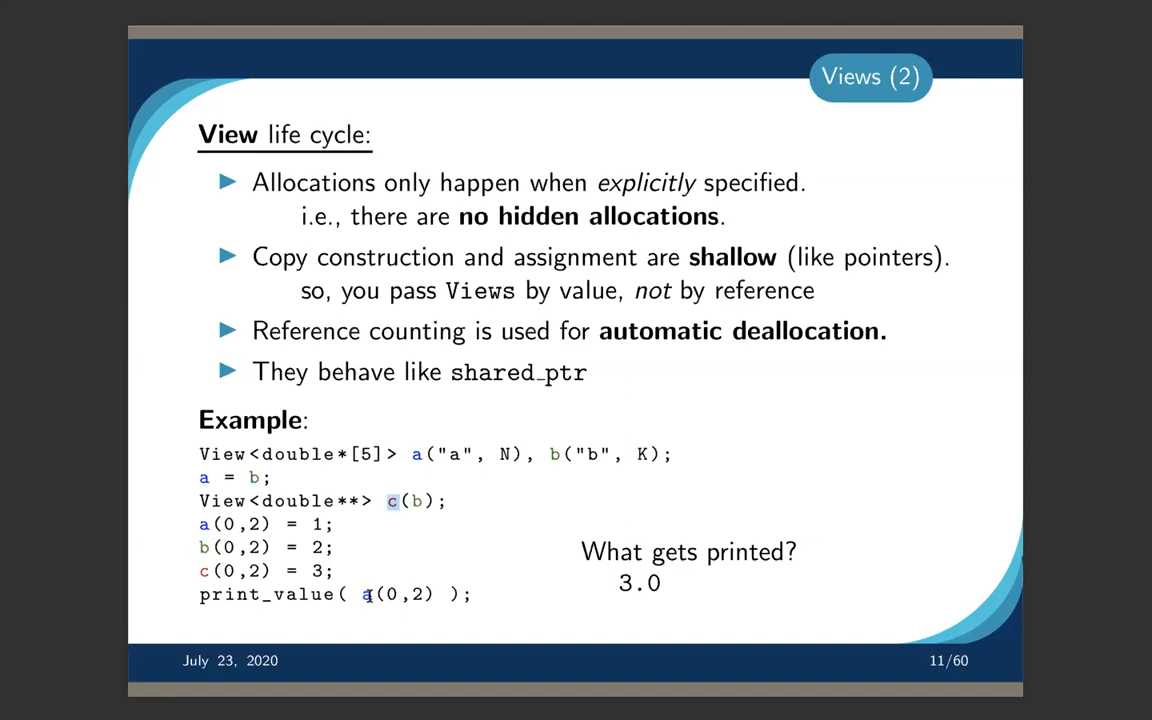 Views (2)
View life cycle:
▶ Allocations only happen when explicitly specified.
i.e., there are no hidden allocations.
▶ Copy construction and assignment are shallow (like pointers).
so, you pass Views by value, not by reference
▶ Reference counting is used for automatic deallocation.
▶ They behave like shared_ptr
Example:
View<double*[5]> a("a", N), b("b", K);
a = b;
View<double**> c(b);
a(0,2) = 1;
b(0,2) = 2;
c(0,2) = 3;
print_value( a(0,2) );
What gets printed?
3.0
July 23, 2020
11/60